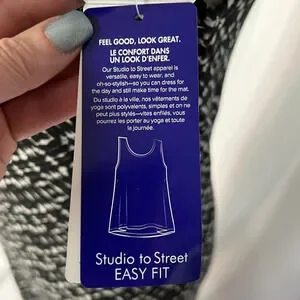 FEEL GOOD, LOOK GREAT.
LE CONFORT DANS
UN LOOK D'ENFER.
Our Studio to Street apparel is
versatile, easy to wear, and
oh-so-stylish—so you can dress for
the day and still make time for the mat.
Du studio à la ville, nos vêtements de
yoga sont polyvalents, simples et on ne
peut plus stylés—vites enfilés, vous
pourrez les porter au yoga et toute
la journée.
Studio to Street
EASY FIT